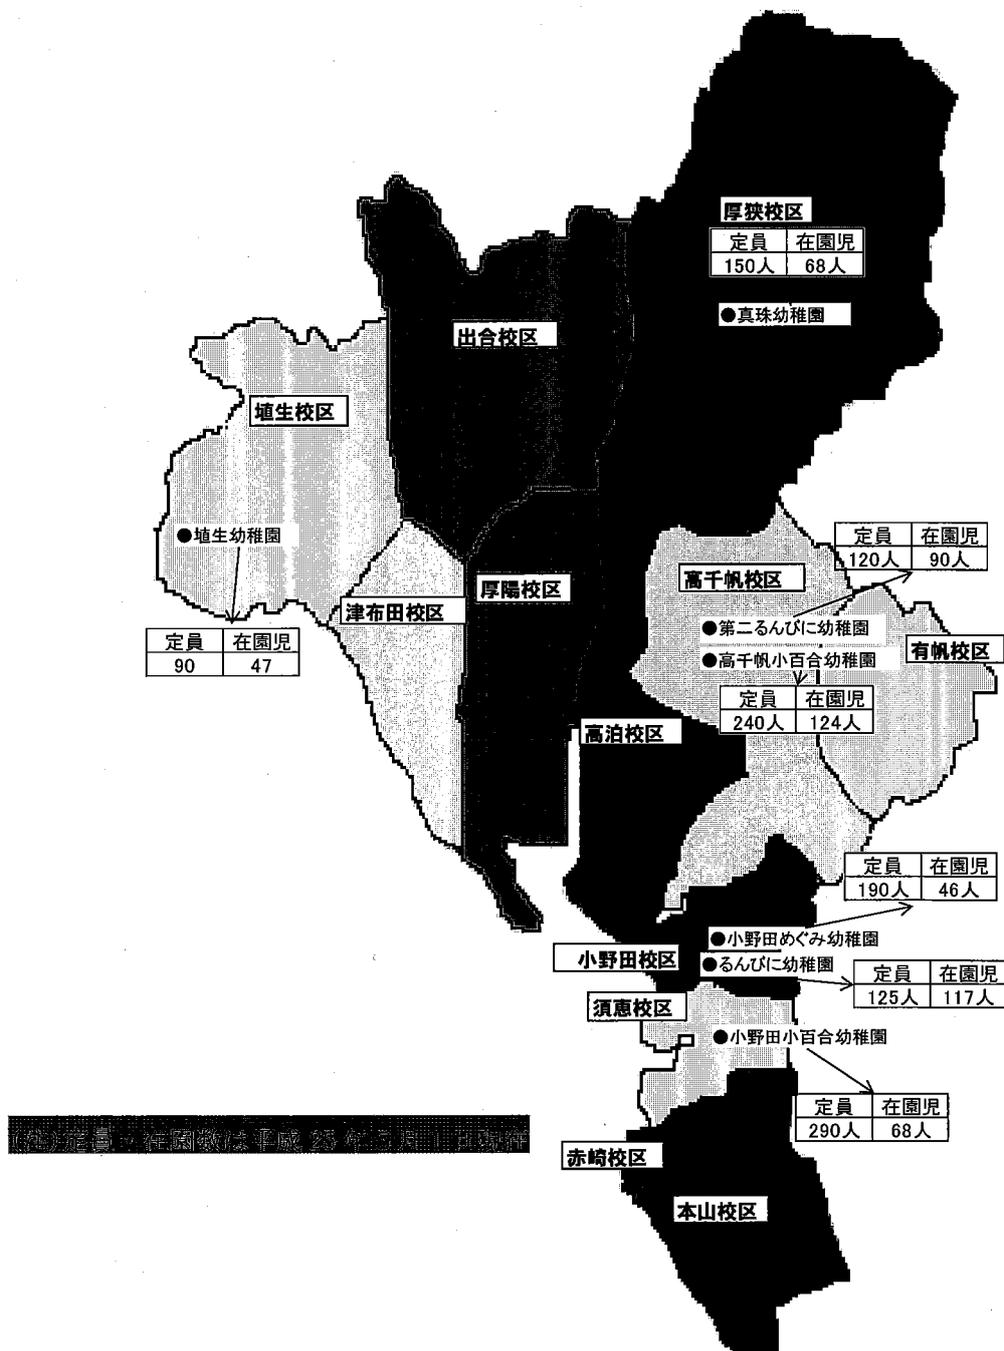 厚狭校区
定員 在園児
150人 68人
●真珠幼稚園
出合校区
埴生校区
●埴生幼稚園
定員 在園児
90 47
津布田校区
厚陽校区
高千帆校区
定員 在園児
120人 90人
●第二るんびに幼稚園
●高千帆小百合幼稚園
有帆校区
定員 在園児
240人 124人
高泊校区
定員 在園児
190人 46人
●小野田めぐみ幼稚園
小野田校区
●るんびに幼稚園
定員 在園児
125人 117人
須恵校区
●小野田小百合幼稚園
定員 在園児
290人 68人
赤崎校区
本山校区